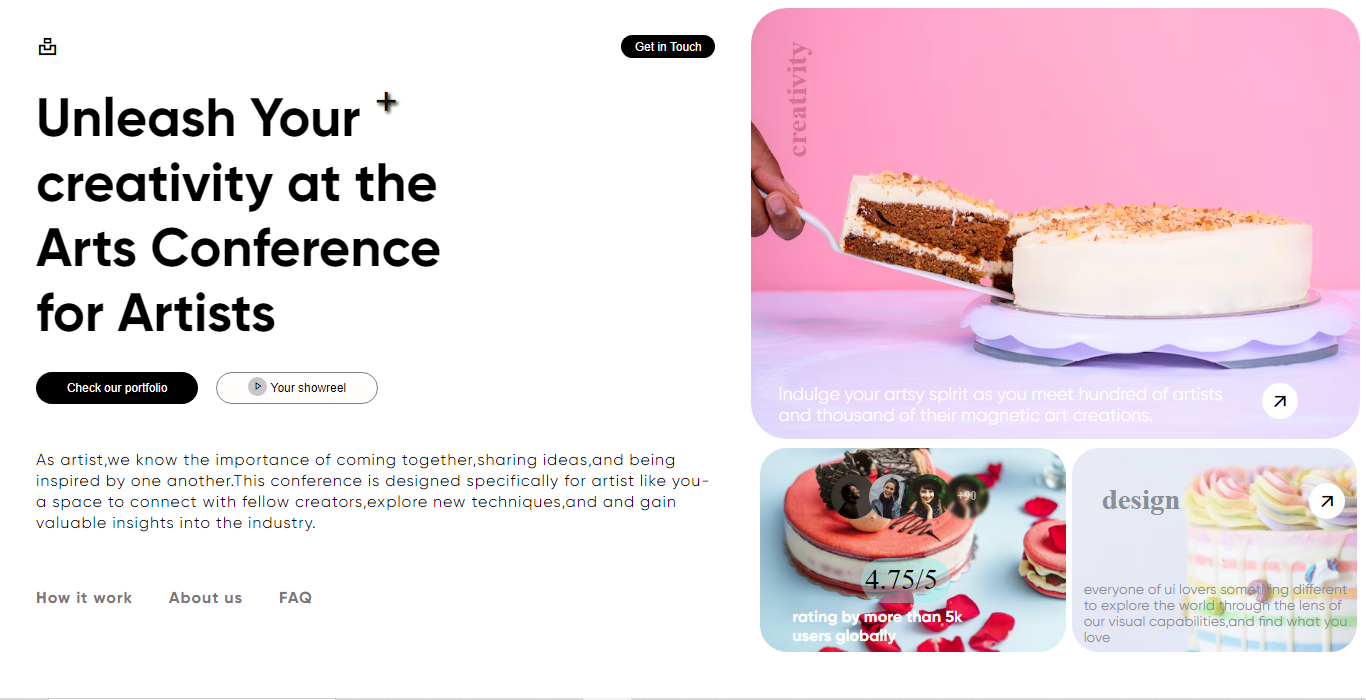 Get in Touch
Unleash Your +
creativity at the
Arts Conference
for Artists
Check our portfolio
Your showreel
As artist,we know the importance of coming together,sharing ideas,and being
inspired by one another.This conference is designed specifically for artist like you-
a space to connect with fellow creators,explore new techniques,and and gain
valuable insights into the industry.
How it work
About us
FAQ
creativity
Indulge your artsy splrit as you meet hundred of artists
and thousand of their magnetic art creations.
+90
4.75/5
rating by more than 5k
users globally
design
everyone of ui lovers something different
to explore the world through the lens of
our visual capabilities,and find what you
love